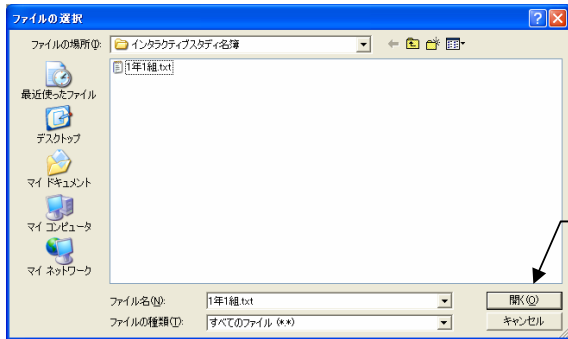 ファイルの選択
ファイルの場所(I):
インタラクティブスタディ名簿
1年1組.txt
最近使ったファイル
デスクトップ
マイ ドキュメント
マイ コンピュータ
マイ ネットワーク
ファイル名(N):
1年1組.txt
開く(O)
ファイルの種類(T):
すべてのファイル (*.*)
キャンセル